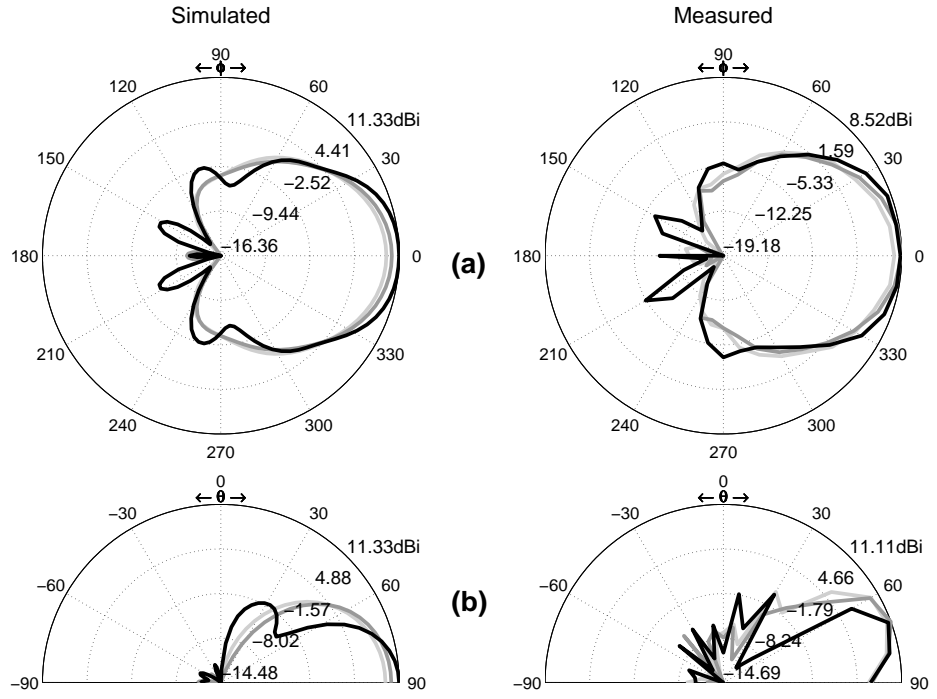 Simulated Measured
90 90
← ϕ → ← ϕ →
120 60 120 60
11.33dBi 8.52dBi
150 4.41 30 150 1.59 30
−2.52 −5.33
−9.44 −12.25
−16.36 −19.18
180 0 (a) 180 0
210 330 210 330
240 300 240 300
270 270
0 0
← θ → ← θ →
−30 30 −30 30
11.33dBi 11.11dBi
−60 4.88 60 −60 4.66 60
−1.57 (b) −1.79
−8.02 −8.24
−14.48 −14.69
−90 90 −90 90